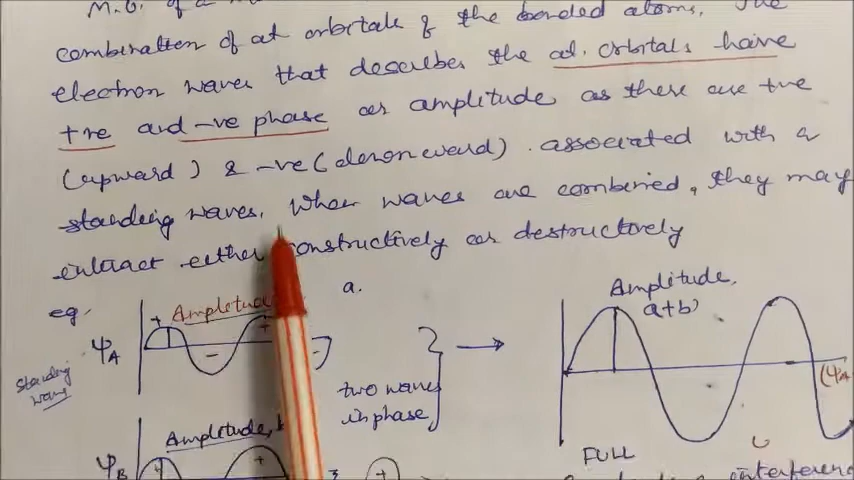 M.O. of a
combination of at orbitals of the bonded atoms. The
electron waves that describes the at. orbitals have
+ve and -ve phase or amplitude as there are +ve
(upward) & -ve (downward) associated with a
standing waves. When waves are combined, they may
intract either constructively or destructively
eg.
Amplitude
a.
Amplitude,
a+b)
ψA
+
-
+
-
standing
wave
two waves
in phase
(ψA
Amplitude,
ψB
+
+
+
FULL
interference